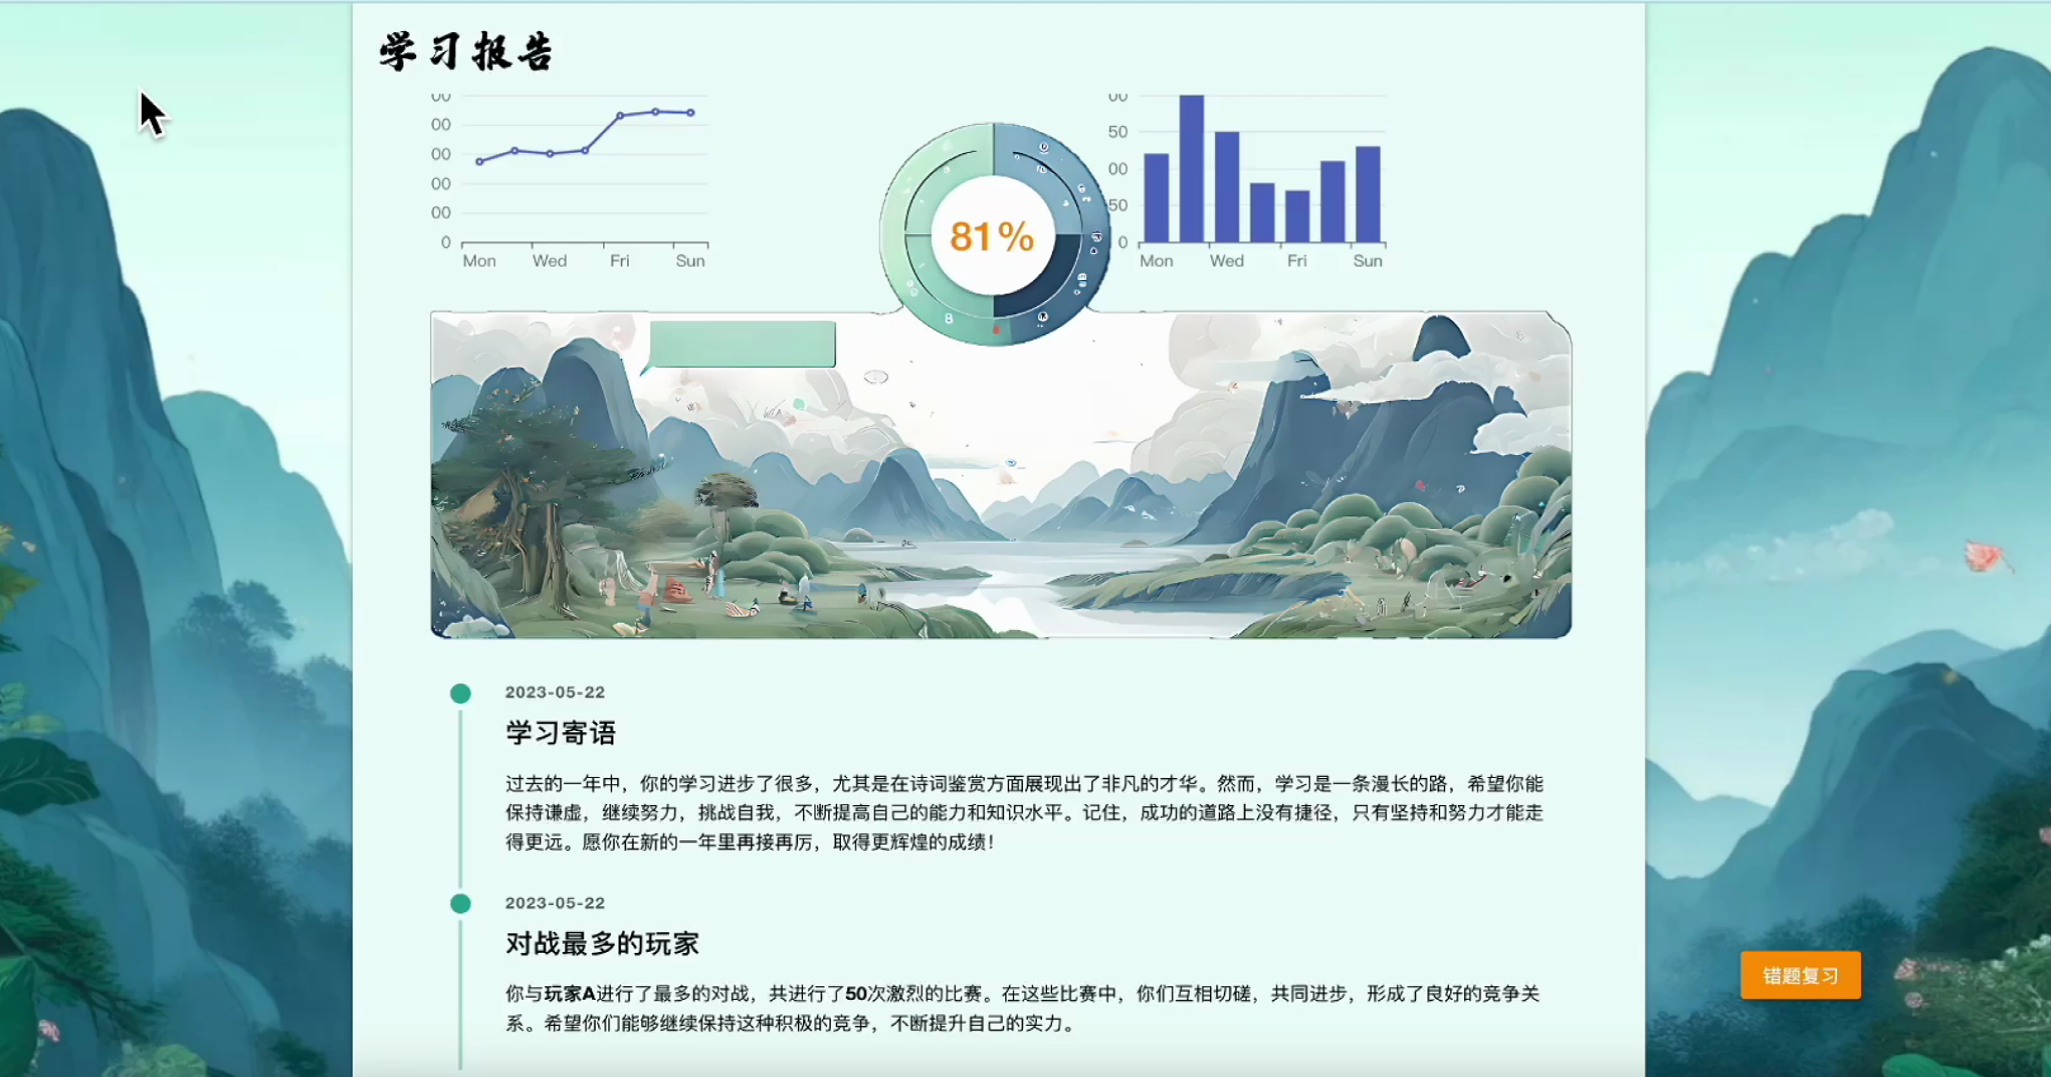 学习报告
00
00
00
00
0
Mon Wed Fri Sun
81%
50
00
50
0
Mon Wed Fri Sun
2023-05-22
学习寄语
过去的一年中，你的学习进步了很多，尤其是在诗词鉴赏方面展现出了非凡的才华。然而，学习是一条漫长的路，希望你能
保持谦虚，继续努力，挑战自我，不断提高自己的能力和知识水平。记住，成功的道路上没有捷径，只有坚持和努力才能走
得更远。愿你在新的一年里再接再厉，取得更辉煌的成绩！
2023-05-22
对战最多的玩家
你与玩家A进行了最多的对战，共进行了50次激烈的比赛。在这些比赛中，你们互相切磋，共同进步，形成了良好的竞争关
系。希望你们能够继续保持这种积极的竞争，不断提升自己的实力。
错题复习